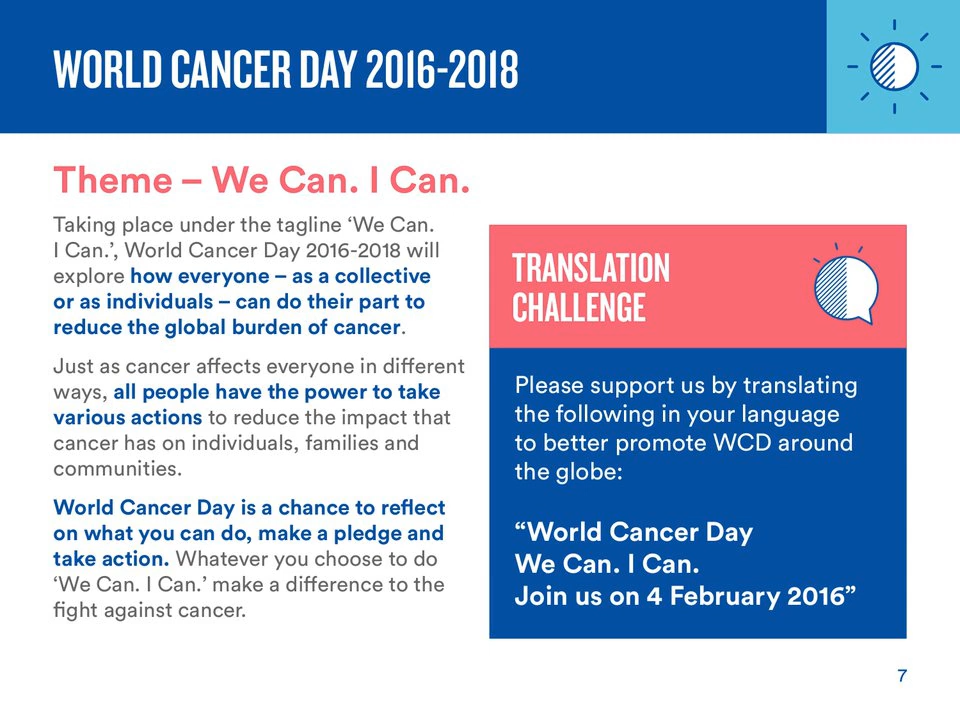 WORLD CANCER DAY 2016-2018
Theme – We Can. I Can.
Taking place under the tagline ‘We Can.
I Can.’, World Cancer Day 2016-2018 will
explore how everyone – as a collective
or as individuals – can do their part to
reduce the global burden of cancer.
Just as cancer affects everyone in different
ways, all people have the power to take
various actions to reduce the impact that
cancer has on individuals, families and
communities.
World Cancer Day is a chance to reflect
on what you can do, make a pledge and
take action. Whatever you choose to do
‘We Can. I Can.’ make a difference to the
fight against cancer.
TRANSLATION
CHALLENGE
Please support us by translating
the following in your language
to better promote WCD around
the globe:
“World Cancer Day
We Can. I Can.
Join us on 4 February 2016”
7